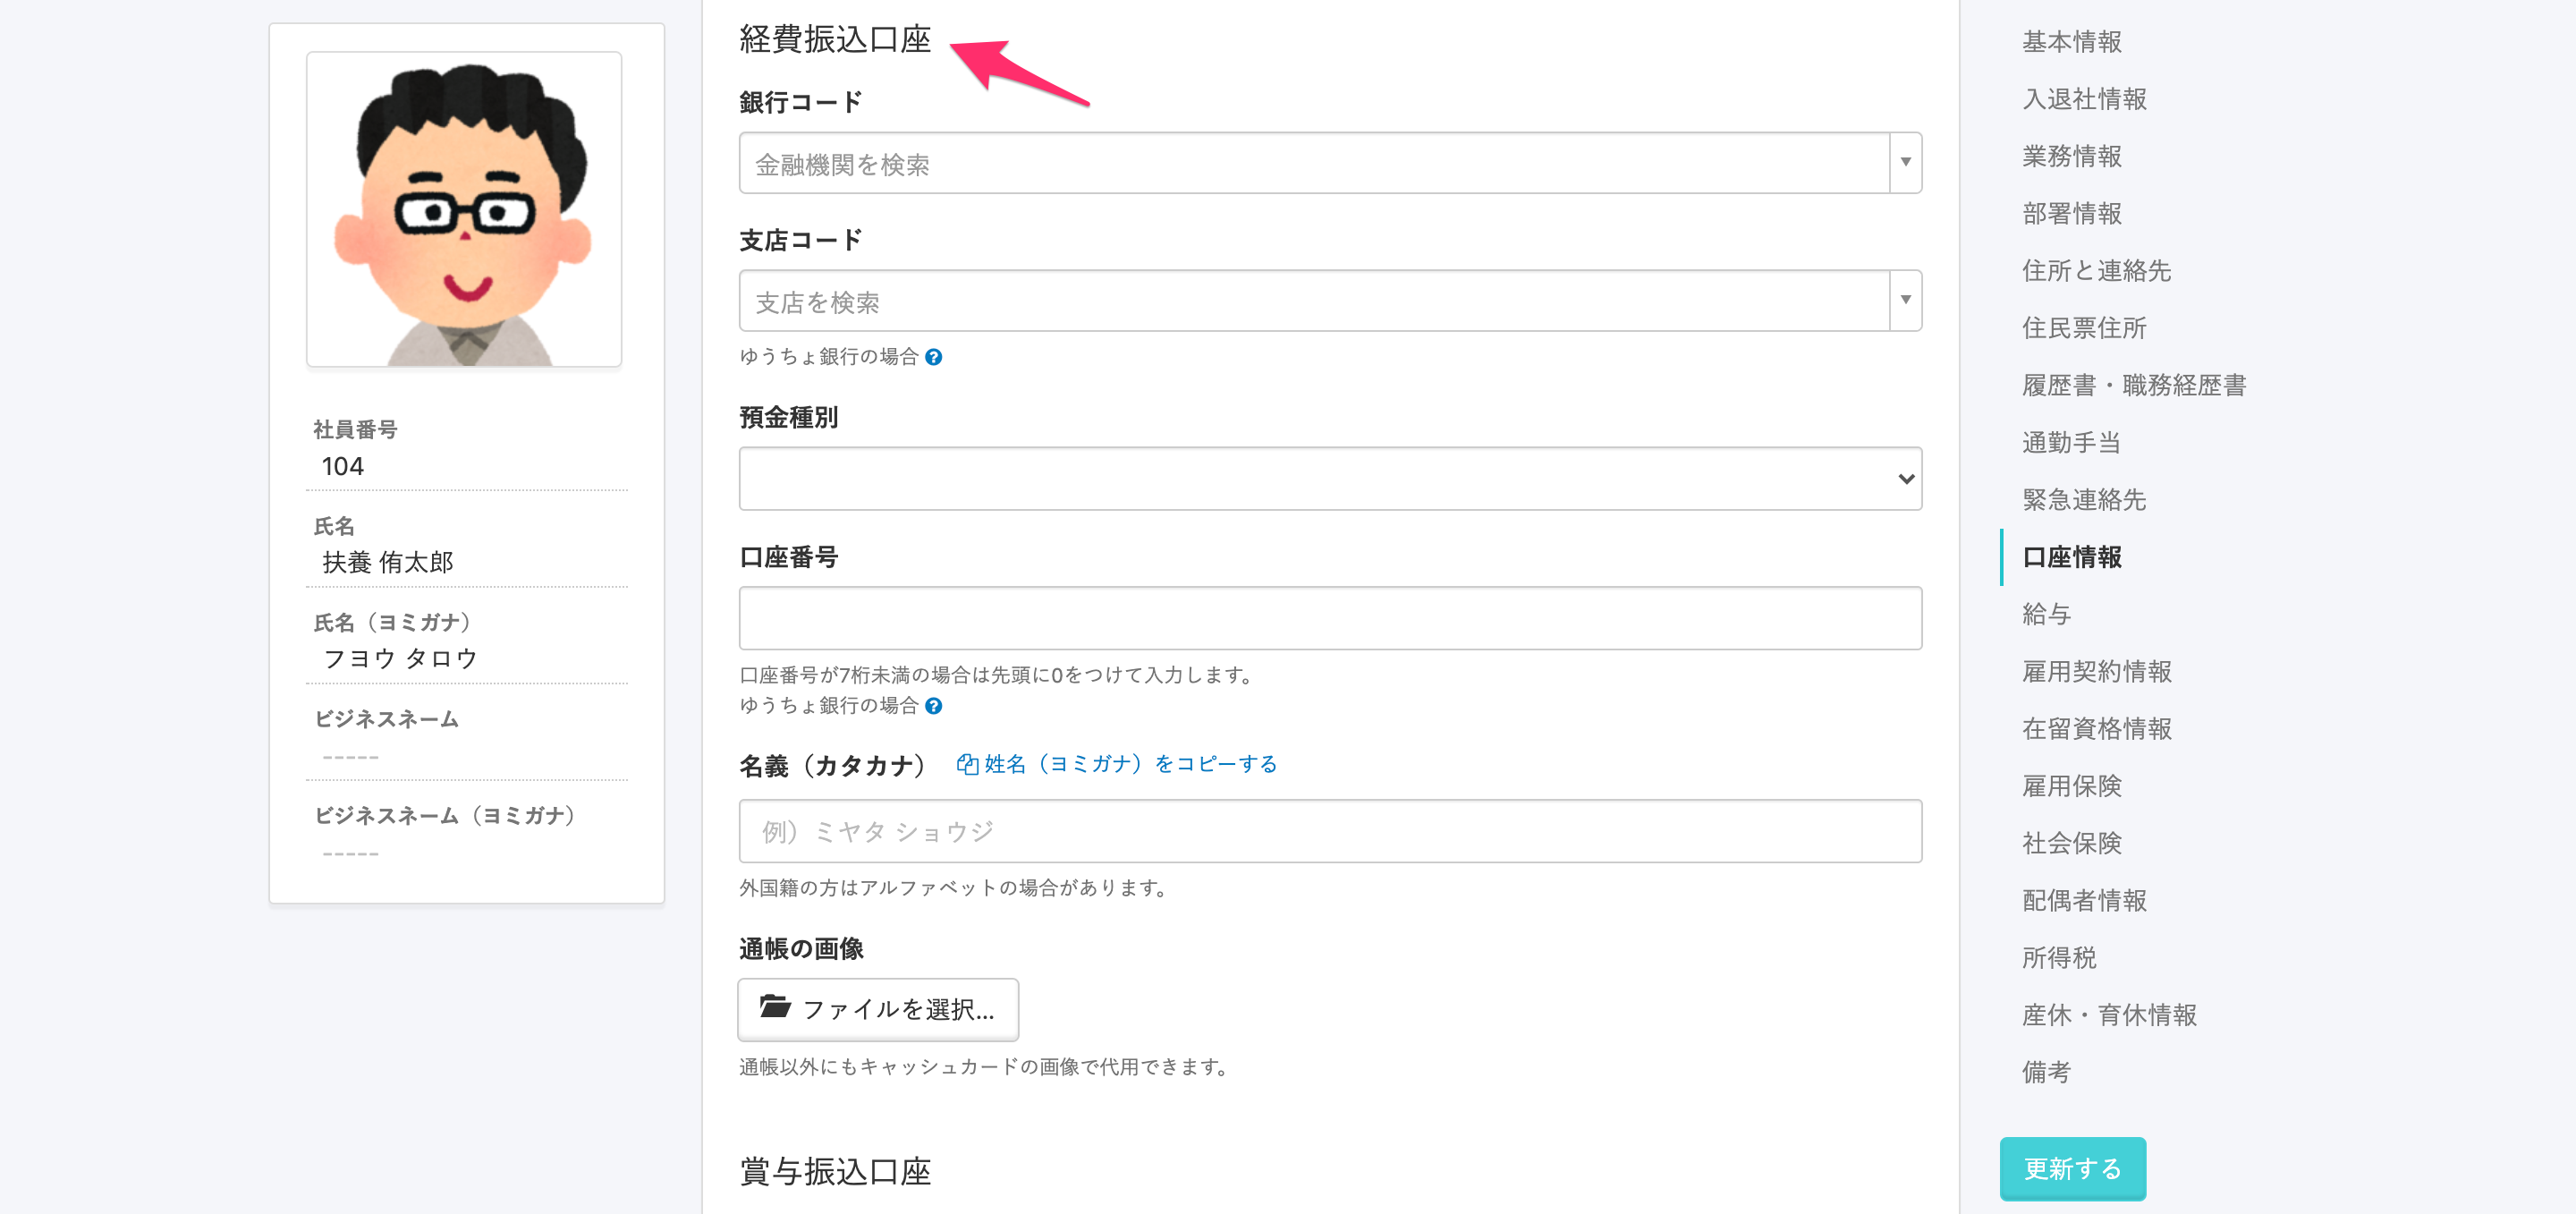 社員番号
104
氏名
扶養 侑太郎
氏名（ヨミガナ）
フヨウ タロウ
ビジネスネーム
-----
ビジネスネーム（ヨミガナ）
-----
経費振込口座
銀行コード
金融機関を検索
支店コード
支店を検索
ゆうちょ銀行の場合 ?
預金種別
口座番号
口座番号が7桁未満の場合は先頭に0をつけて入力します。
ゆうちょ銀行の場合 ?
名義（カタカナ） 姓名（ヨミガナ）をコピーする
例）ミヤタ ショウジ
外国籍の方はアルファベットの場合があります。
通帳の画像
ファイルを選択...
通帳以外にもキャッシュカードの画像で代用できます。
賞与振込口座
基本情報
入退社情報
業務情報
部署情報
住所と連絡先
住民票住所
履歴書・職務経歴書
通勤手当
緊急連絡先
口座情報
給与
雇用契約情報
在留資格情報
雇用保険
社会保険
配偶者情報
所得税
産休・育休情報
備考
更新する